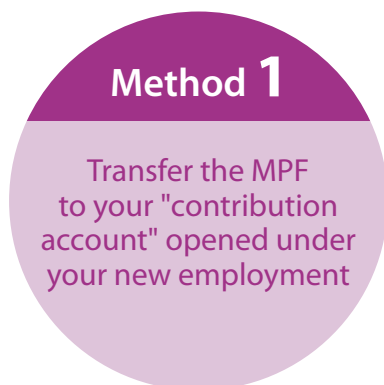 Method 1
Transfer the MPF
to your "contribution
account" opened under
your new employment